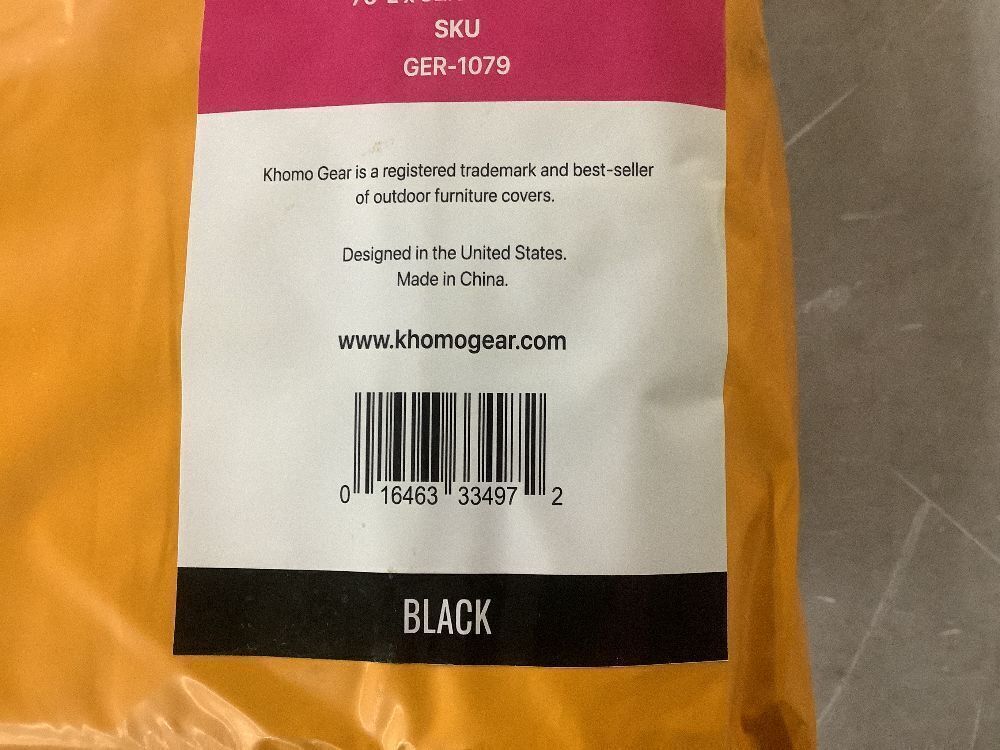 SKU
GER-1079
Khomo Gear is a registered trademark and best-seller
of outdoor furniture covers.
Designed in the United States.
Made in China.
www.khomogear.com
0 16463 33497 2
BLACK